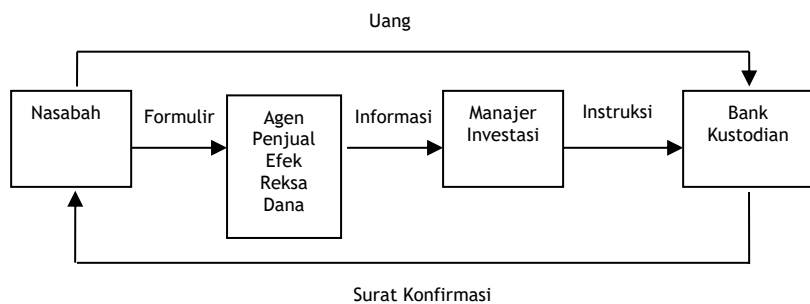 Uang
Nasabah
Formulir
Agen
Penjual
Efek
Reksa
Dana
Informasi
Manajer
Investasi
Instruksi
Bank
Kustodian
Surat Konfirmasi